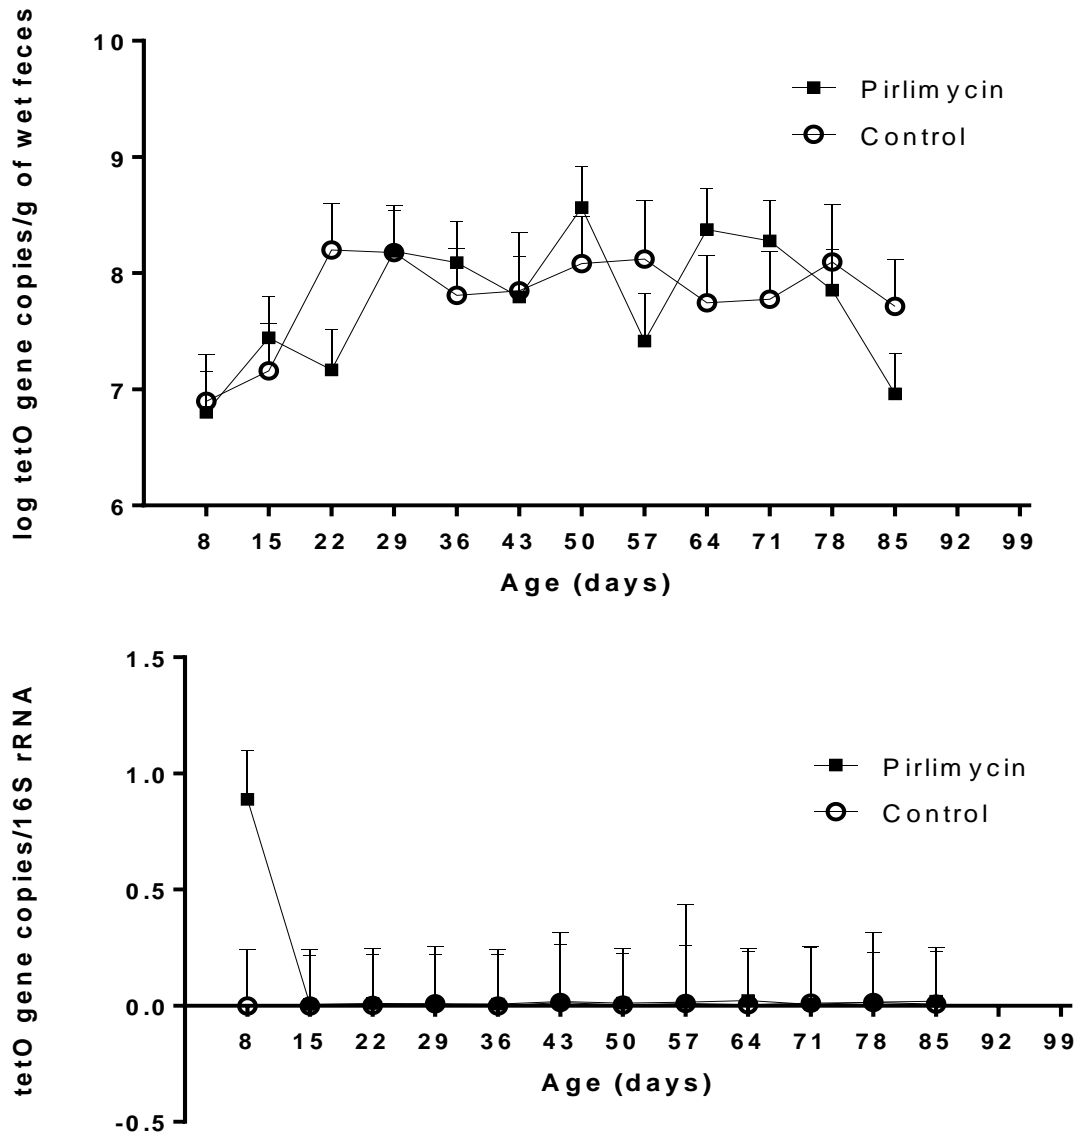 log tetO gene copies/g of wet feces
10
9
8
7
6
Pirlimycin
Control
8 15 22 29 36 43 50 57 64 71 78 85 92 99
Age (days)
tetO gene copies/16S rRNA
1.5
1.0
0.5
0.0
-0.5
Pirlimycin
Control
8 15 22 29 36 43 50 57 64 71 78 85 92 99
Age (days)